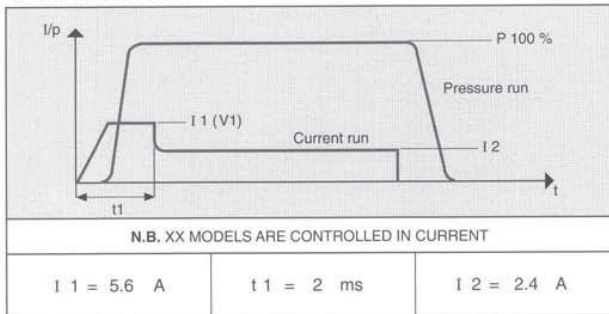 I/p
P 100 %
Pressure run
I 1 (V1)
Current run
I 2
t
t1
N.B. XX MODELS ARE CONTROLLED IN CURRENT
I 1 = 5.6 A
t 1 = 2 ms
I 2 = 2.4 A